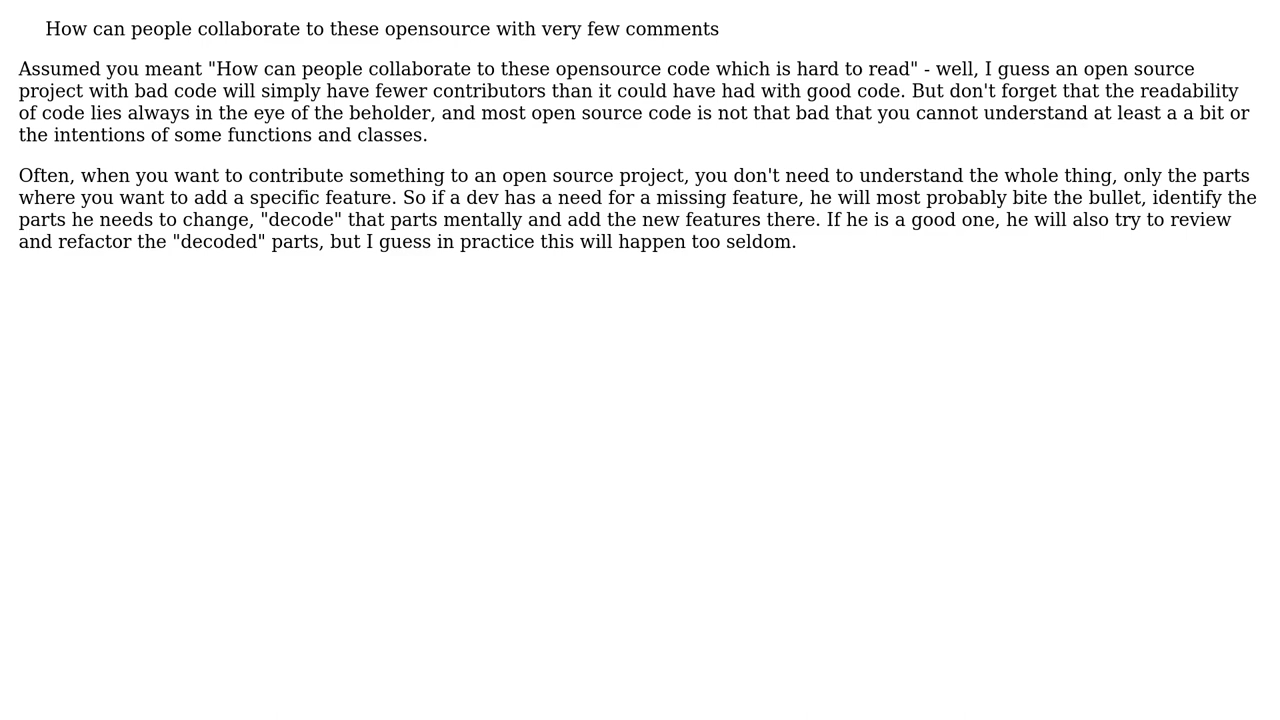 How can people collaborate to these opensource with very few comments
Assumed you meant "How can people collaborate to these opensource code which is hard to read" - well, I guess an open source
project with bad code will simply have fewer contributors than it could have had with good code. But don't forget that the readability
of code lies always in the eye of the beholder, and most open source code is not that bad that you cannot understand at least a a bit or
the intentions of some functions and classes.
Often, when you want to contribute something to an open source project, you don't need to understand the whole thing, only the parts
where you want to add a specific feature. So if a dev has a need for a missing feature, he will most probably bite the bullet, identify the
parts he needs to change, "decode" that parts mentally and add the new features there. If he is a good one, he will also try to review
and refactor the "decoded" parts, but I guess in practice this will happen too seldom.